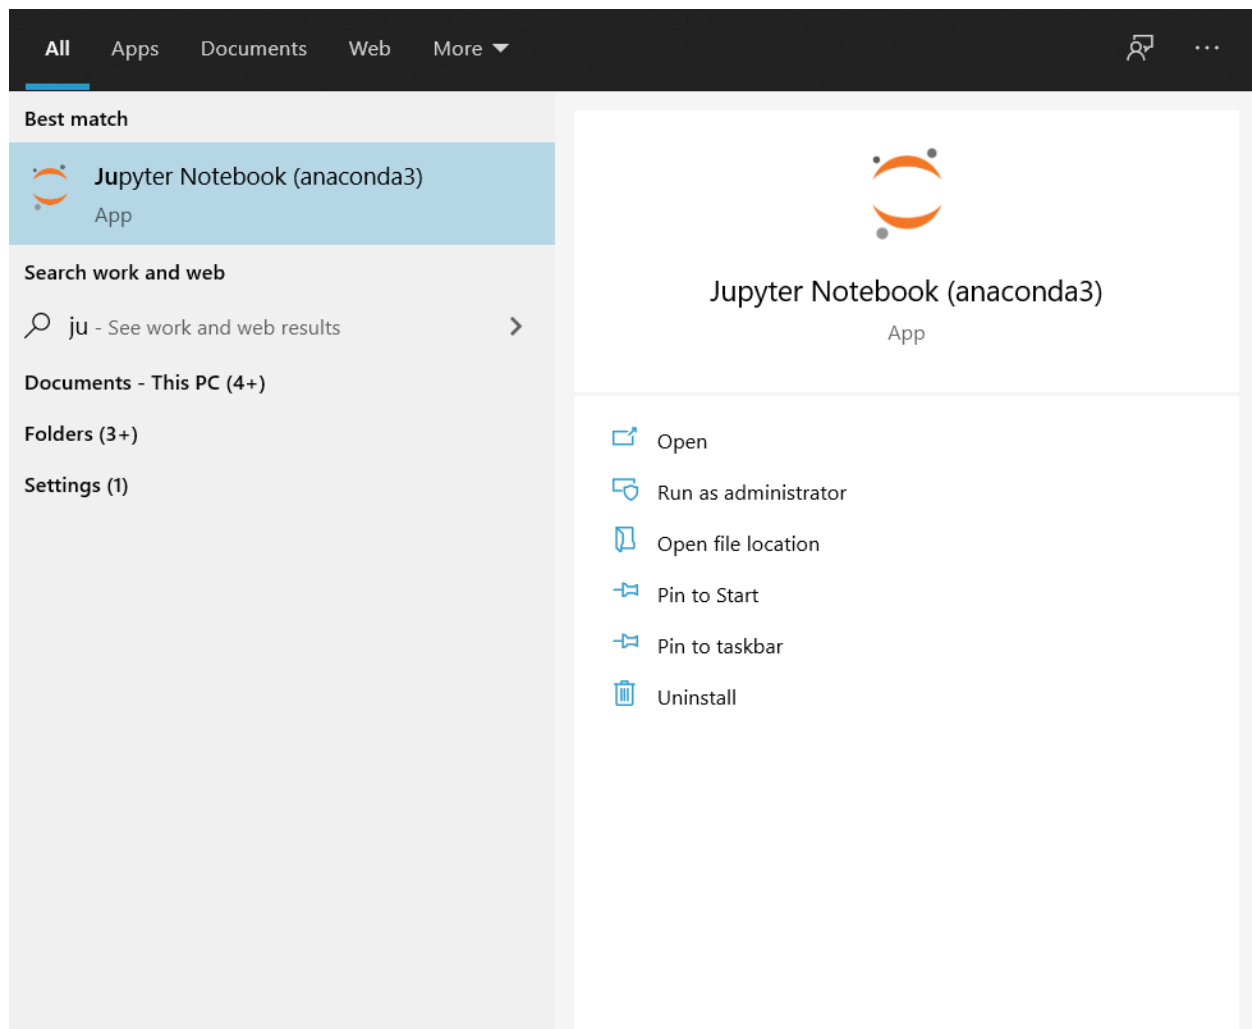 All Apps Documents Web More
Best match
Jupyter Notebook (anaconda3)
App
Search work and web
ju - See work and web results
Documents - This PC (4+)
Folders (3+)
Settings (1)
Jupyter Notebook (anaconda3)
App
Open
Run as administrator
Open file location
Pin to Start
Pin to taskbar
Uninstall